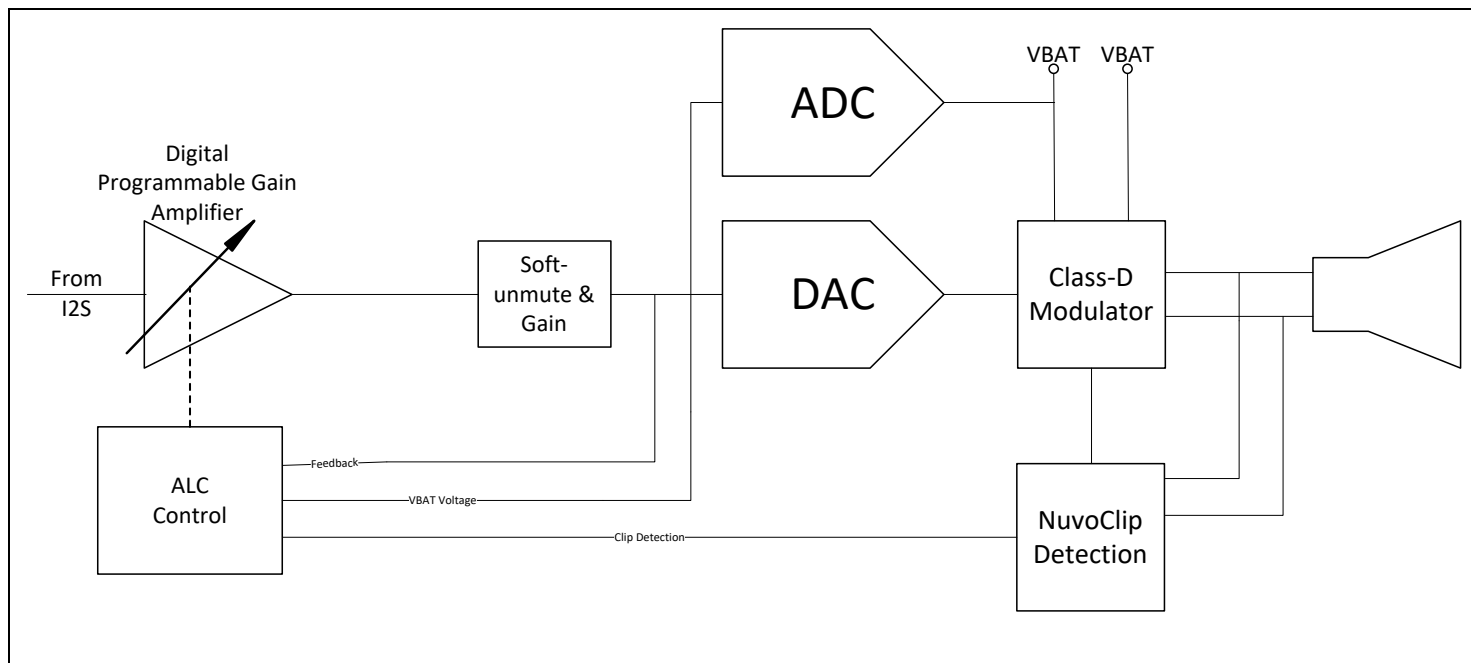 ADC
VBAT
VBAT
Digital
Programmable Gain
Amplifier
From
I2S
Soft-
unmute &
Gain
DAC
Class-D
Modulator
ALC
Control
Feedback
VBAT Voltage
Clip Detection
NuvoClip
Detection